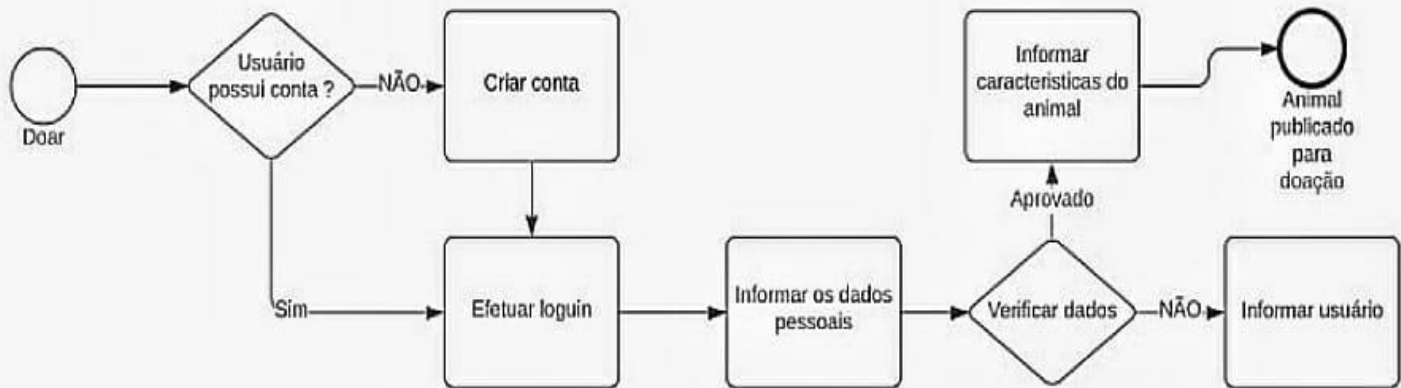 Doar
Usuário
possui conta ?
NÃO
Criar conta
Sim
Efetuar loguin
Informar os dados
pessoais
Verificar dados
Aprovado
Informar
caracteristicas do
animal
Animal
publicado
para
doação
NÃO
Informar usuário